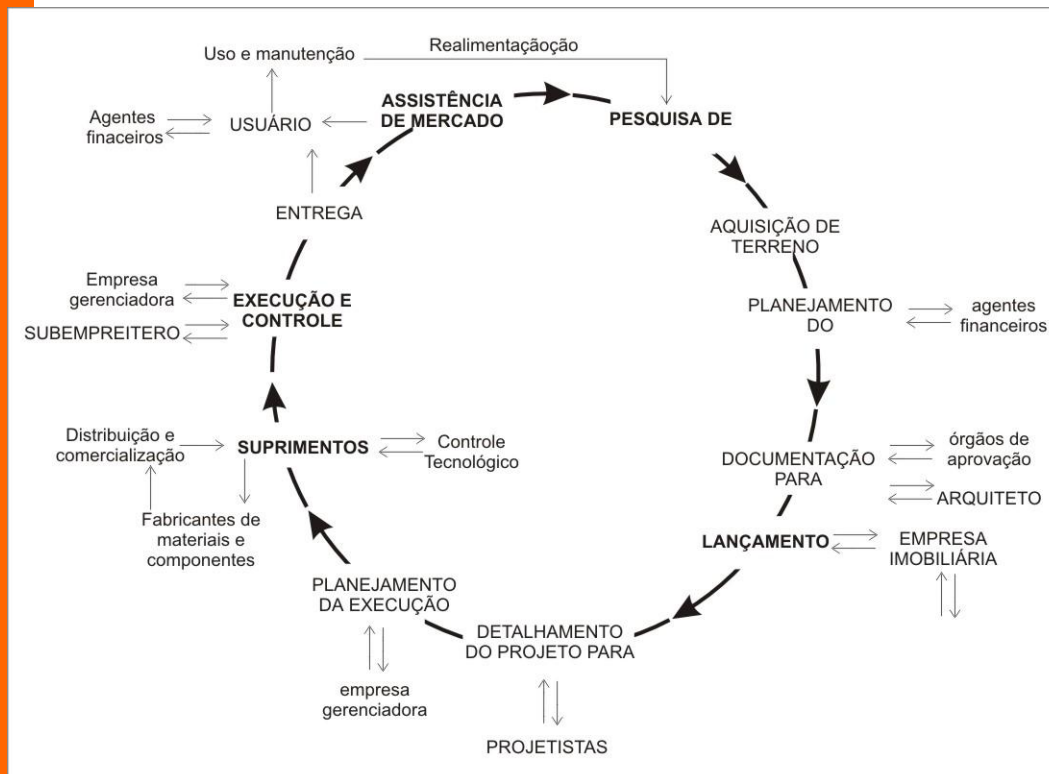 Uso e manutenção
Realimentaçãoção
Agentes
finaceiros
USUÁRIO
ASSISTÊNCIA
DE MERCADO
PESQUISA DE
ENTREGA
AQUISIÇÃO DE
TERRENO
Empresa
gerenciadora
SUBEMPREITERO
EXECUÇÃO E
CONTROLE
PLANEJAMENTO
DO
agentes
financeiros
Distribuição e
comercialização
SUPRIMENTOS
Controle
Tecnológico
DOCUMENTAÇÃO
PARA
órgãos de
aprovação
ARQUITETO
Fabricantes de
materiais e
componentes
LANÇAMENTO
EMPRESA
IMOBILIÁRIA
PLANEJAMENTO
DA EXECUÇÃO
DETALHAMENTO
DO PROJETO PARA
empresa
gerenciadora
PROJETISTAS